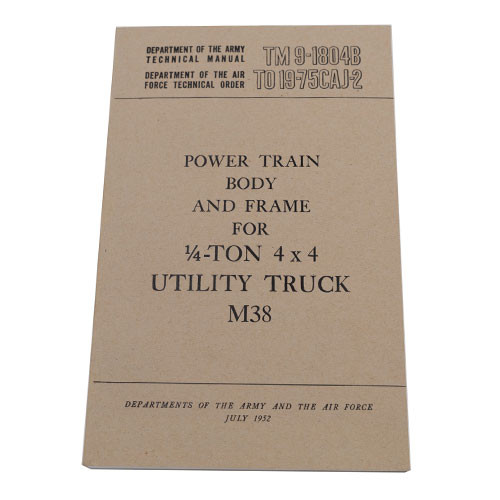 DEPARTMENT OF THE ARMY
TECHNICAL MANUAL
TM 9-1804B
DEPARTMENT OF THE AIR
FORCE TECHNICAL ORDER
TO 19-75CAJ-2
POWER TRAIN
BODY
AND FRAME
FOR
¼-TON 4 x 4
UTILITY TRUCK
M38
DEPARTMENTS OF THE ARMY AND THE AIR FORCE
JULY 1952